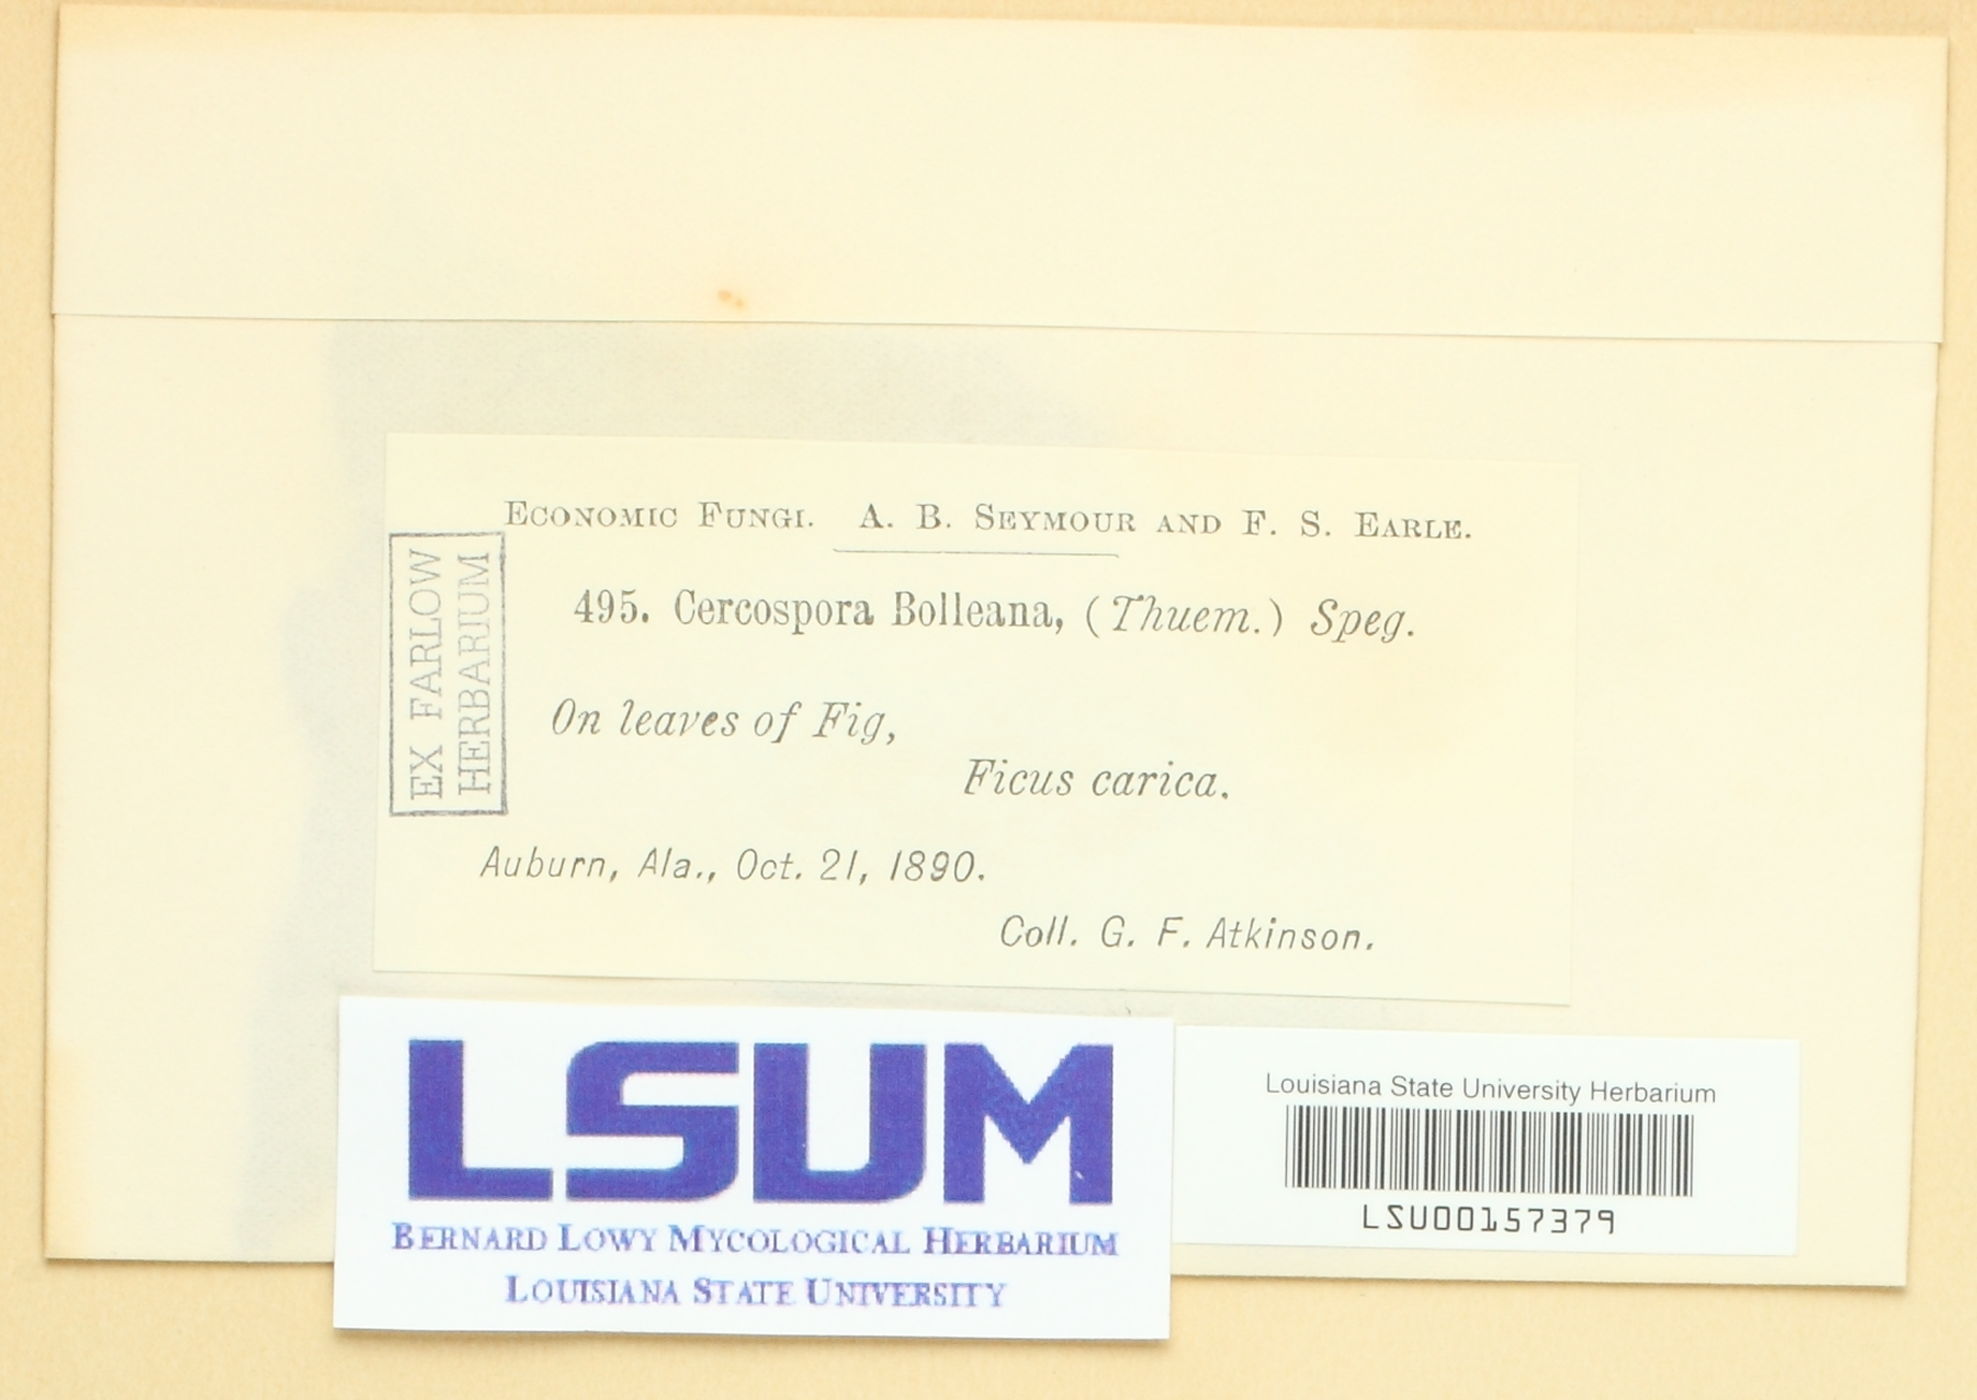 ECONOMIC FUNGI. A. B. SEYMOUR AND F. S. EARLE.
EX FARLOW
HERBARIUM
495. Cercospora Bolleana, (Thuem.) Speg.
On leaves of Fig,
Ficus carica.
Auburn, Ala., Oct. 21, 1890.
Coll. G. F. Atkinson.
LSUM
BERNARD LOWY MYCOLOGICAL HERBARIUM
LOUISIANA STATE UNIVERSITY
Louisiana State University Herbarium
LSU00157379